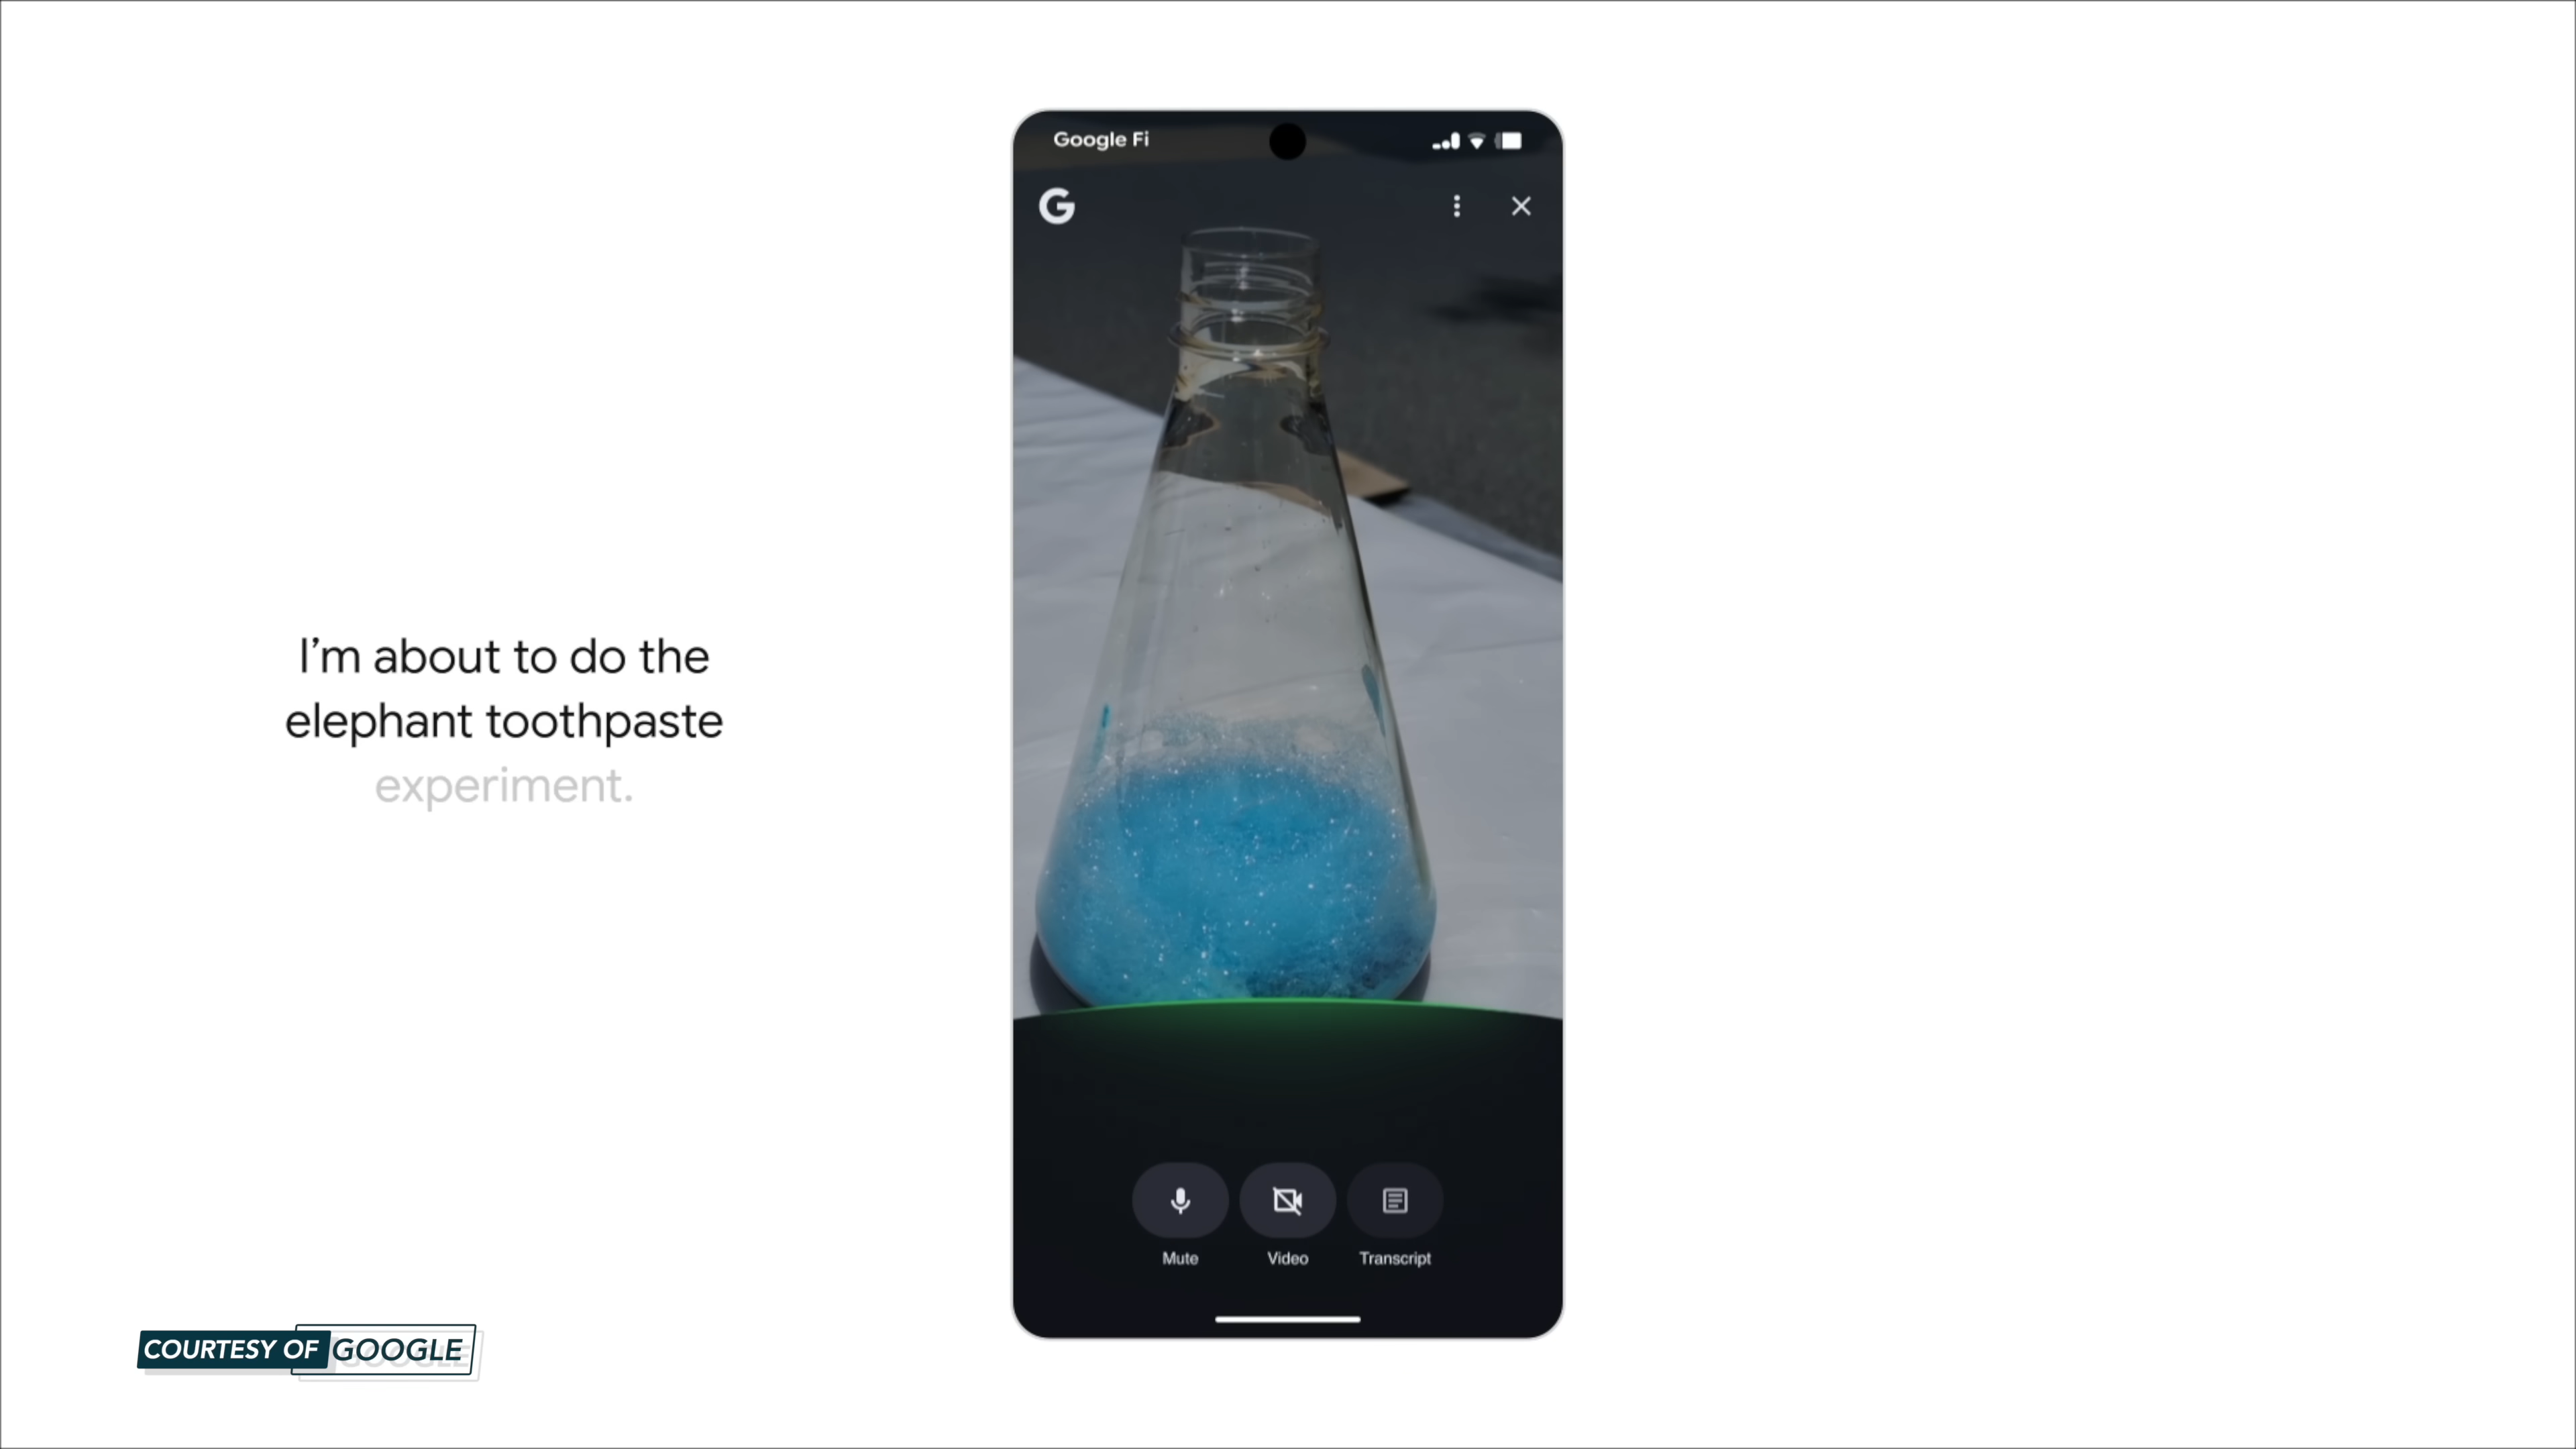 Google Fi
G
I'm about to do the
elephant toothpaste
experiment.
Mute
Video
Transcript
COURTESY OF GOOGLE